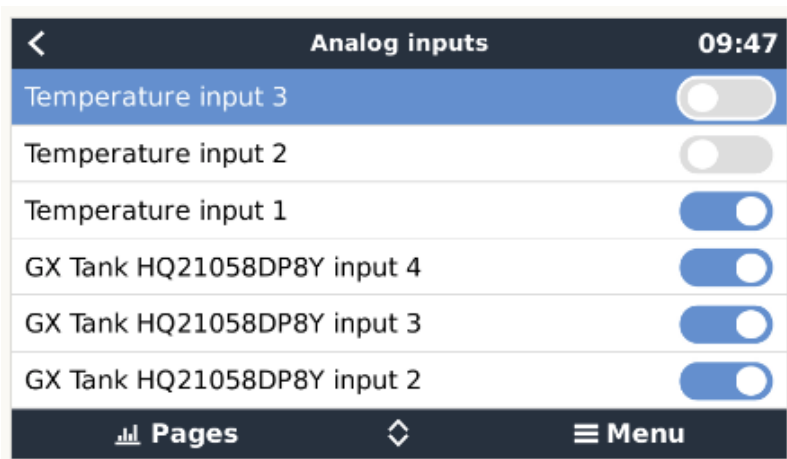 Analog inputs 09:47
Temperature input 3
Temperature input 2
Temperature input 1
GX Tank HQ21058DP8Y input 4
GX Tank HQ21058DP8Y input 3
GX Tank HQ21058DP8Y input 2
Pages Menu